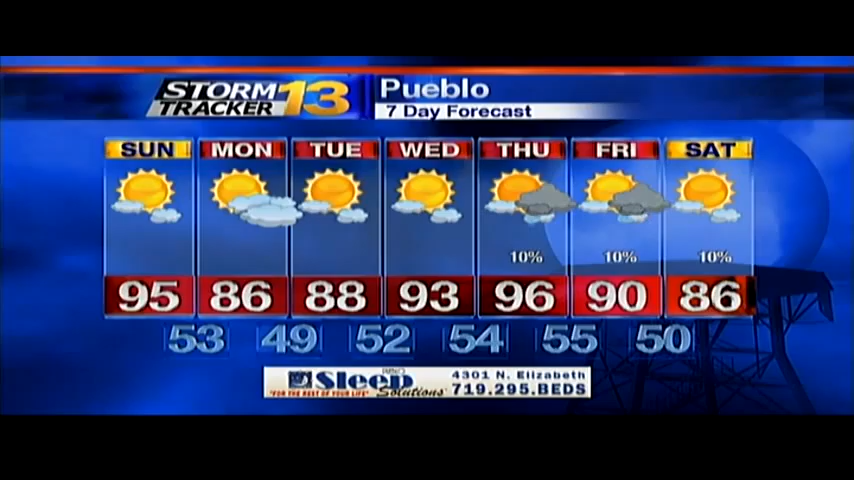 STORM TRACKER 13
Pueblo
7 Day Forecast
SUN MON TUE WED THU FRI SAT
10% 10% 10%
95 86 88 93 96 90 86
53 49 52 54 55 50
Sleep Solutions
"FOR THE REST OF YOUR LIFE"
4301 N. Elizabeth
719.295.BEDS